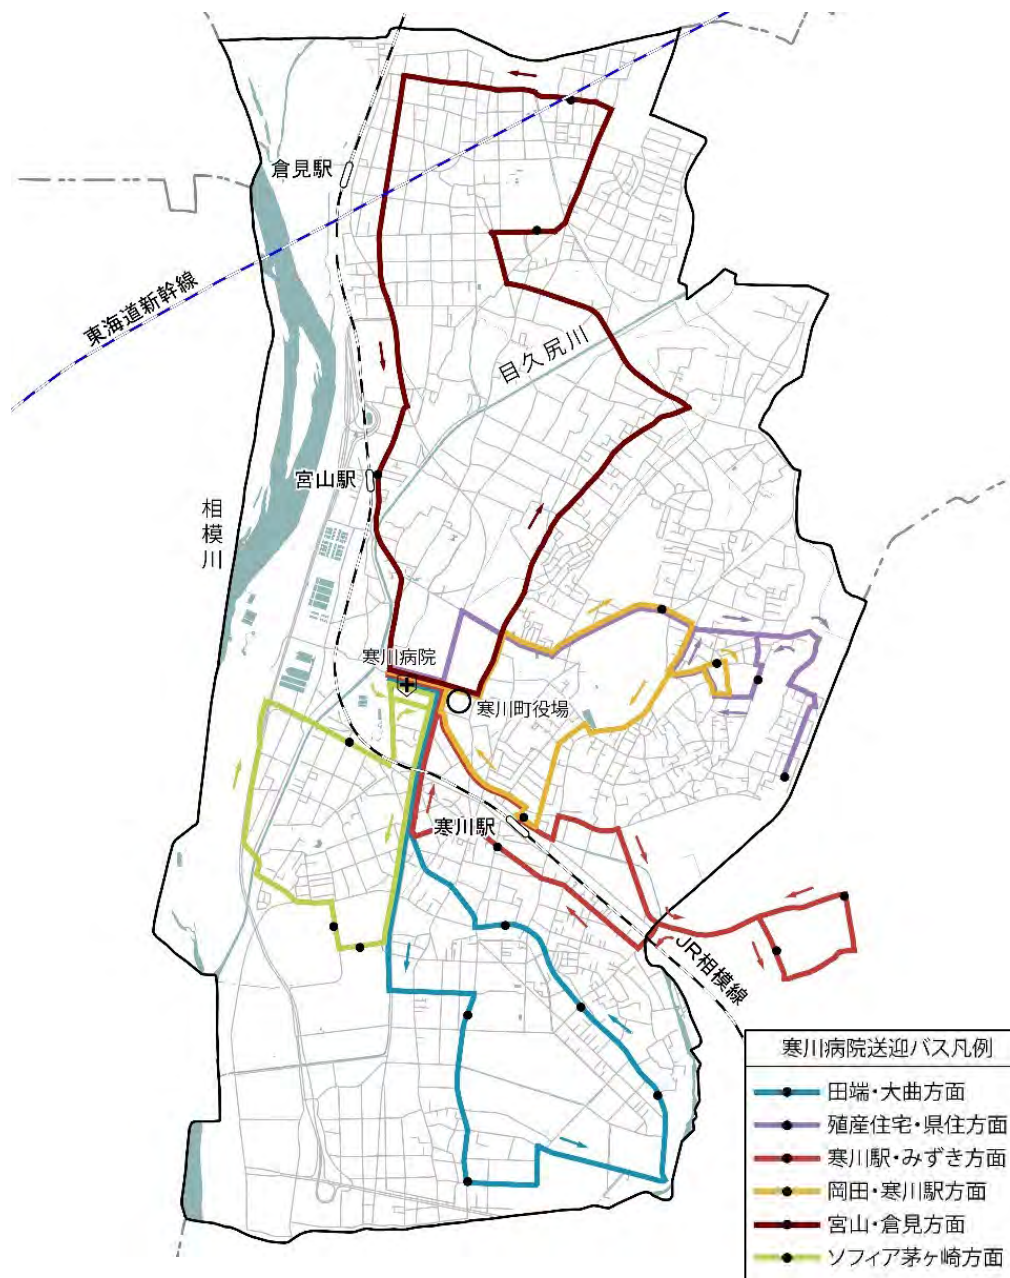 倉見駅
東海道新幹線
目久尻川
宮山駅
相模川
寒川病院
寒川町役場
寒川駅
JR相模線
寒川病院送迎バス凡例
田端・大曲方面
殖産住宅・県住方面
寒川駅・みずき方面
岡田・寒川駅方面
宮山・倉見方面
ソフィア茅ヶ崎方面